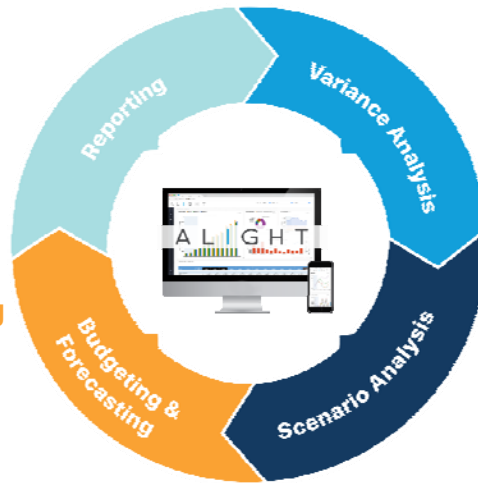 Reporting
Variance Analysis
ALIGHT
Budgeting &
Forecasting
Scenario Analysis